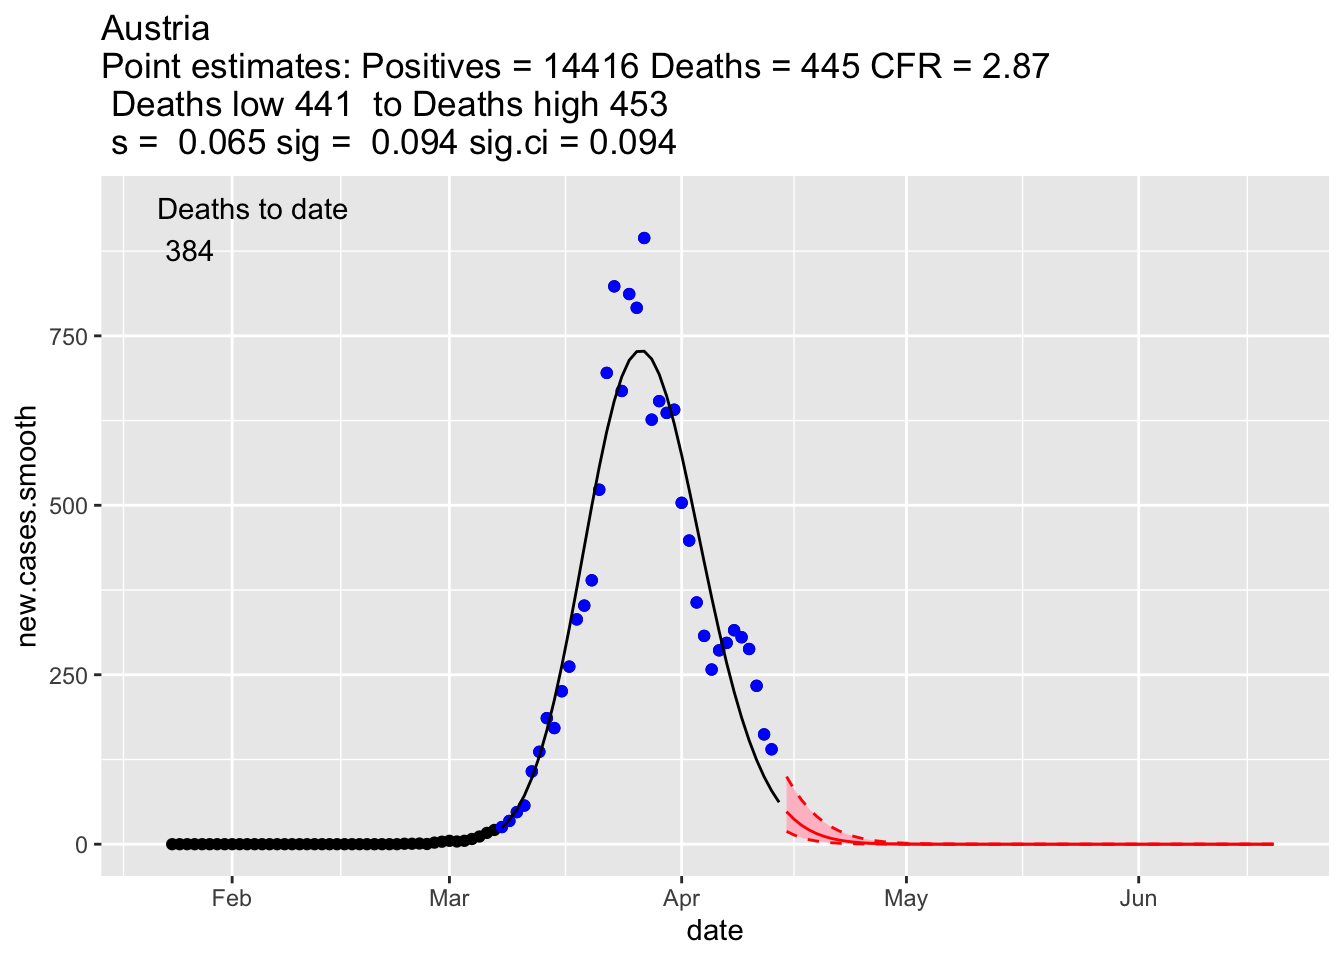 Austria
Point estimates: Positives = 14416 Deaths = 445 CFR = 2.87
Deaths low 441  to Deaths high 453
s =  0.065 sig =  0.094 sig.ci = 0.094
Deaths to date
384
750
500
250
0
new.cases.smooth
Feb Mar Apr May Jun
date